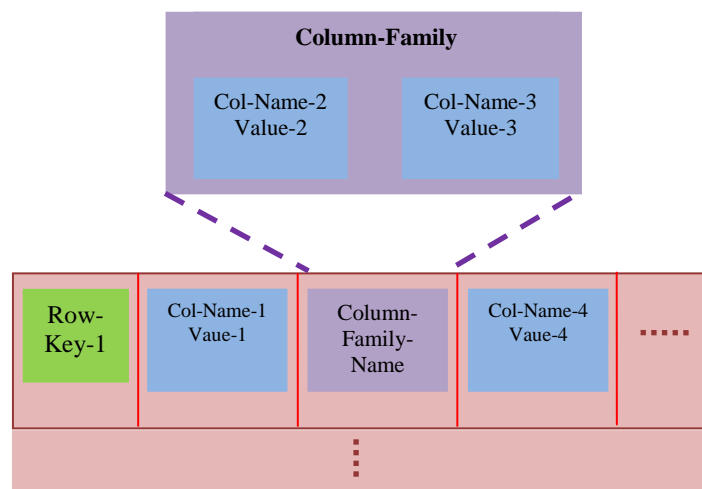 Column-Family
Col-Name-2
Value-2
Col-Name-3
Value-3
Row-
Key-1
Col-Name-1
Vaue-1
Column-
Family-
Name
Col-Name-4
Vaue-4